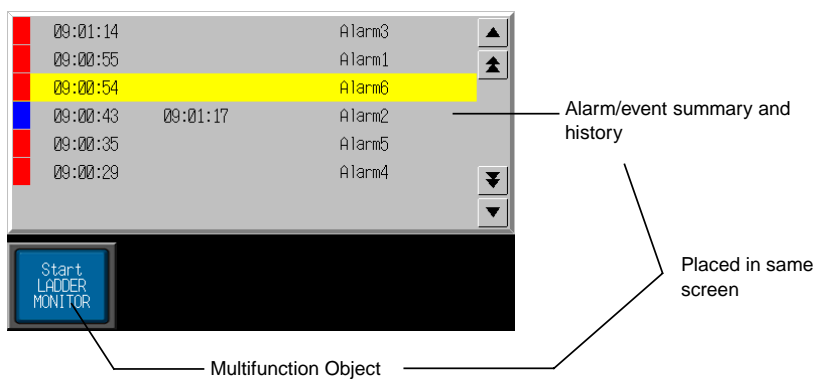 09:01:14 Alarm3
09:00:55 Alarm1
09:00:54 Alarm6
09:00:43 09:01:17 Alarm2
09:00:35 Alarm5
09:00:29 Alarm4
Alarm/event summary and
history
Start
LADDER
MONITOR
Placed in same
screen
Multifunction Object